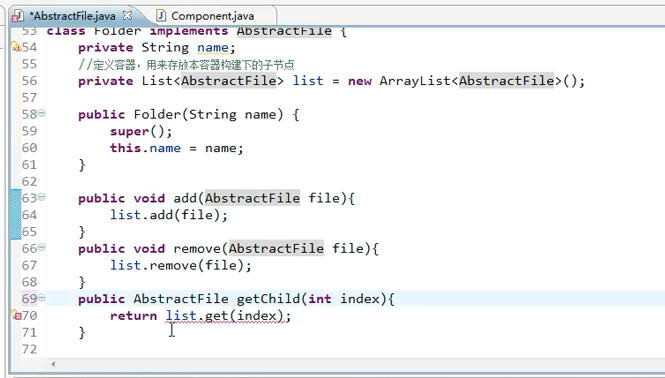 *AbstractFile.java Component.java
53 class Folder implements AbstractFile {
54 private String name;
55 //定义容器，用来存放本容器构建下的子节点
56 private List<AbstractFile> list = new ArrayList<AbstractFile>();
57
58 public Folder(String name) {
59 super();
60 this.name = name;
61 }
62
63 public void add(AbstractFile file){
64 list.add(file);
65 }
66 public void remove(AbstractFile file){
67 list.remove(file);
68 }
69 public AbstractFile getChild(int index){
70 return list.get(index);
71 }
72